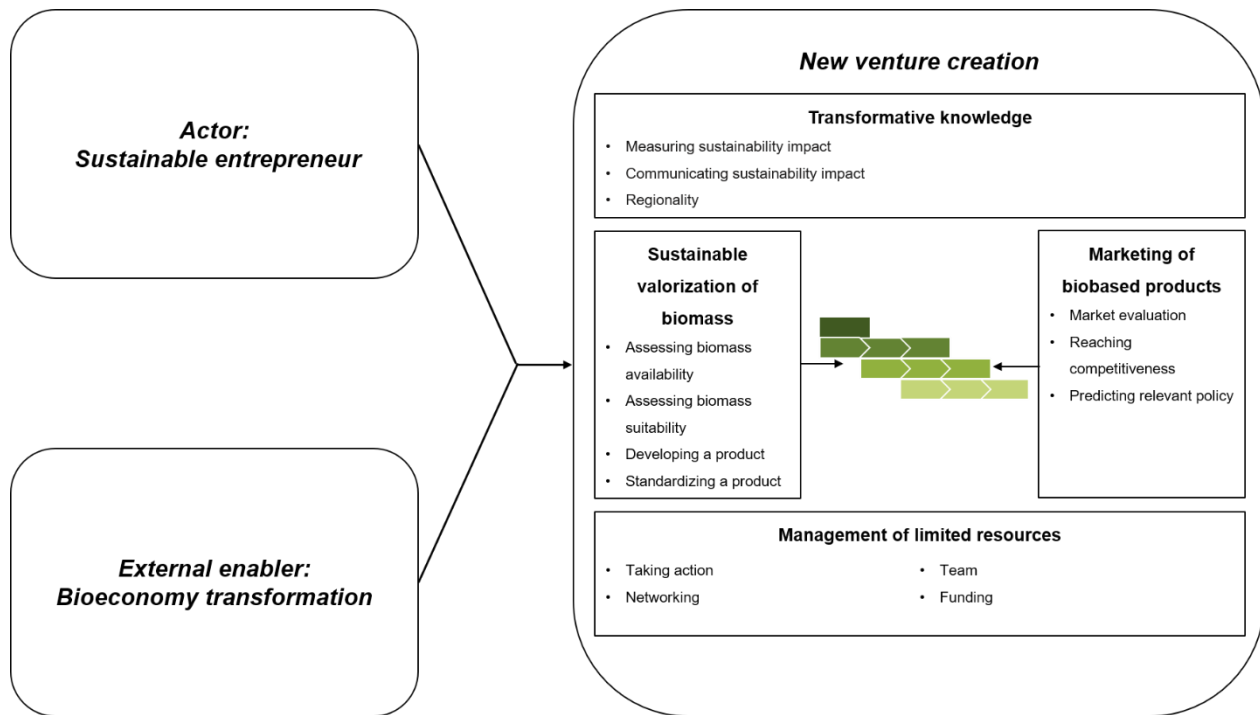 Actor:
Sustainable entrepreneur
External enabler:
Bioeconomy transformation
New venture creation
Transformative knowledge
• Measuring sustainability impact
• Communicating sustainability impact
• Regionality
Sustainable
valorization of
biomass
• Assessing biomass
availability
• Assessing biomass
suitability
• Developing a product
• Standardizing a product
Marketing of
biobased products
• Market evaluation
• Reaching
competitiveness
• Predicting relevant policy
Management of limited resources
• Taking action
• Networking
• Team
• Funding